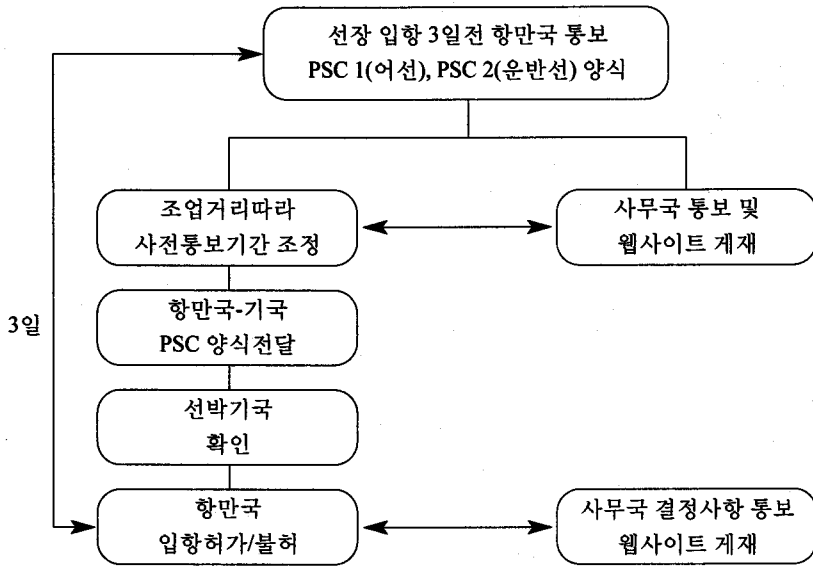 선장 입항 3일전 항만국 통보
PSC 1(어선), PSC 2(운반선) 양식
조업거리따라
사전통보기간 조정
사무국 통보 및
웹사이트 게재
3일
항만국-기국
PSC 양식전달
선박기국
확인
항만국
입항허가/불허
사무국 결정사항 통보
웹사이트 게재